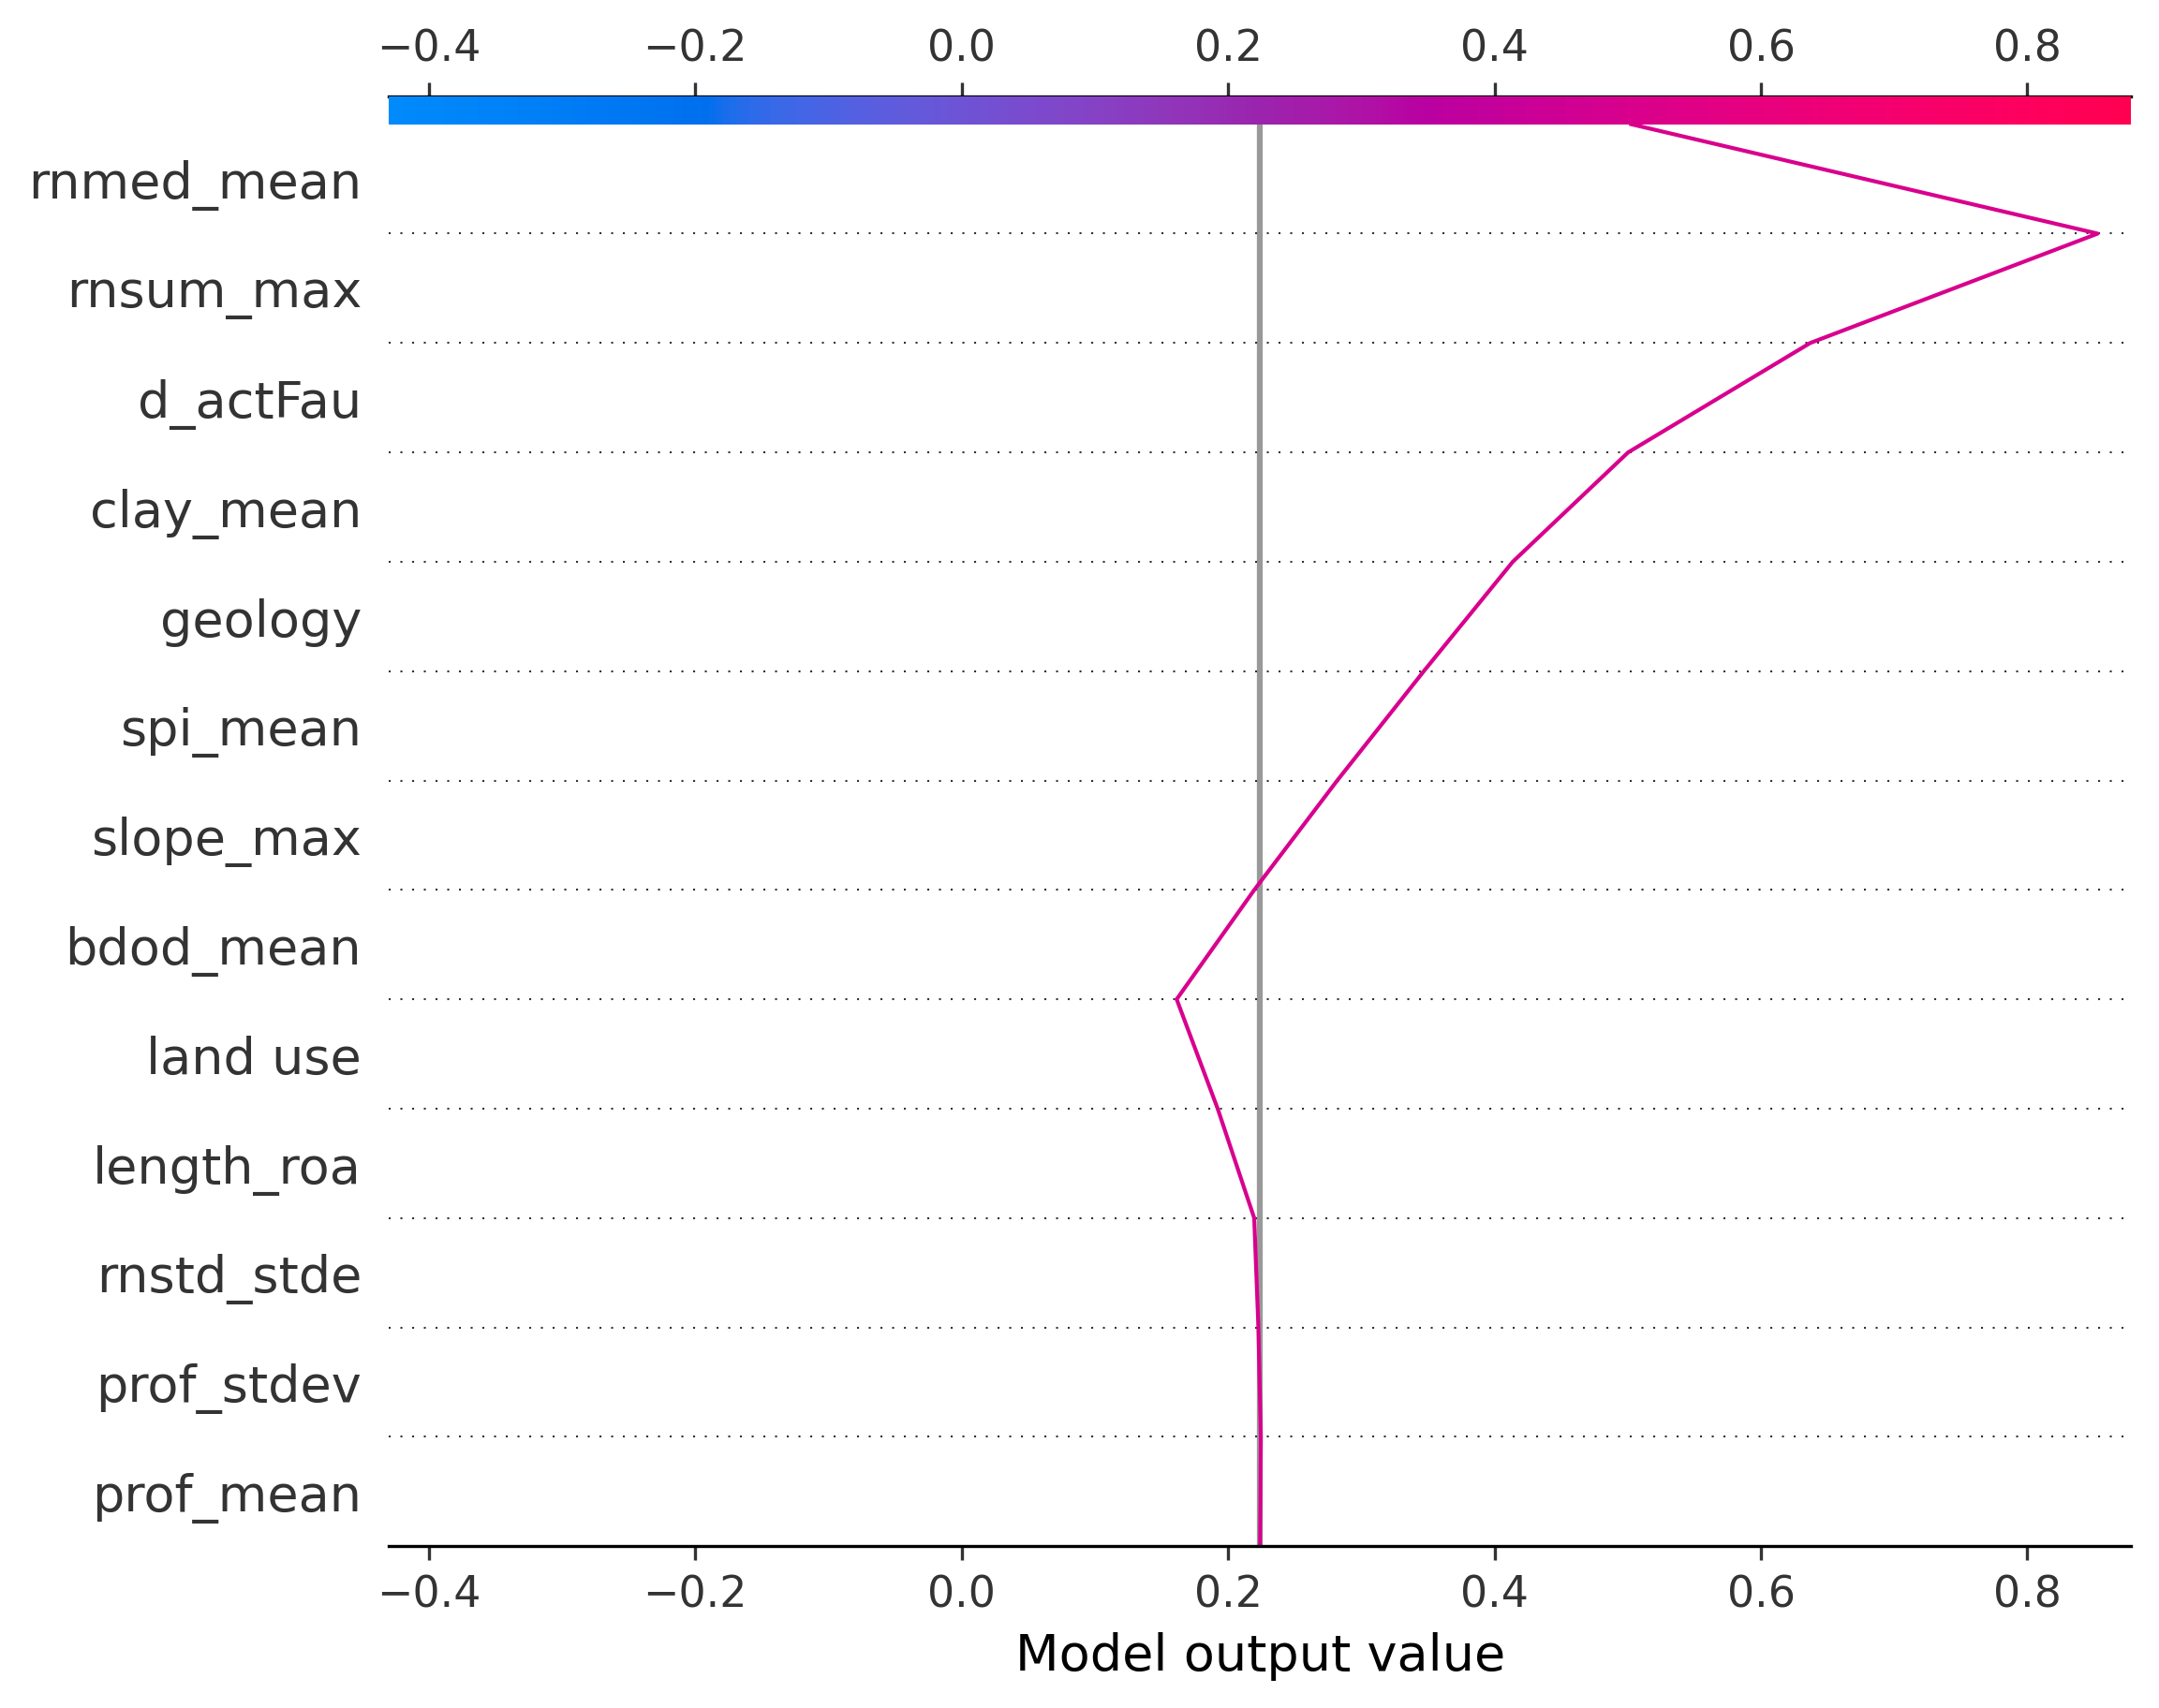 −0.4 −0.2 0.0 0.2 0.4 0.6 0.8
rnmed_mean
rnsum_max
d_actFau
clay_mean
geology
spi_mean
slope_max
bdod_mean
land use
length_roa
rnstd_stde
prof_stdev
prof_mean
−0.4 −0.2 0.0 0.2 0.4 0.6 0.8
Model output value